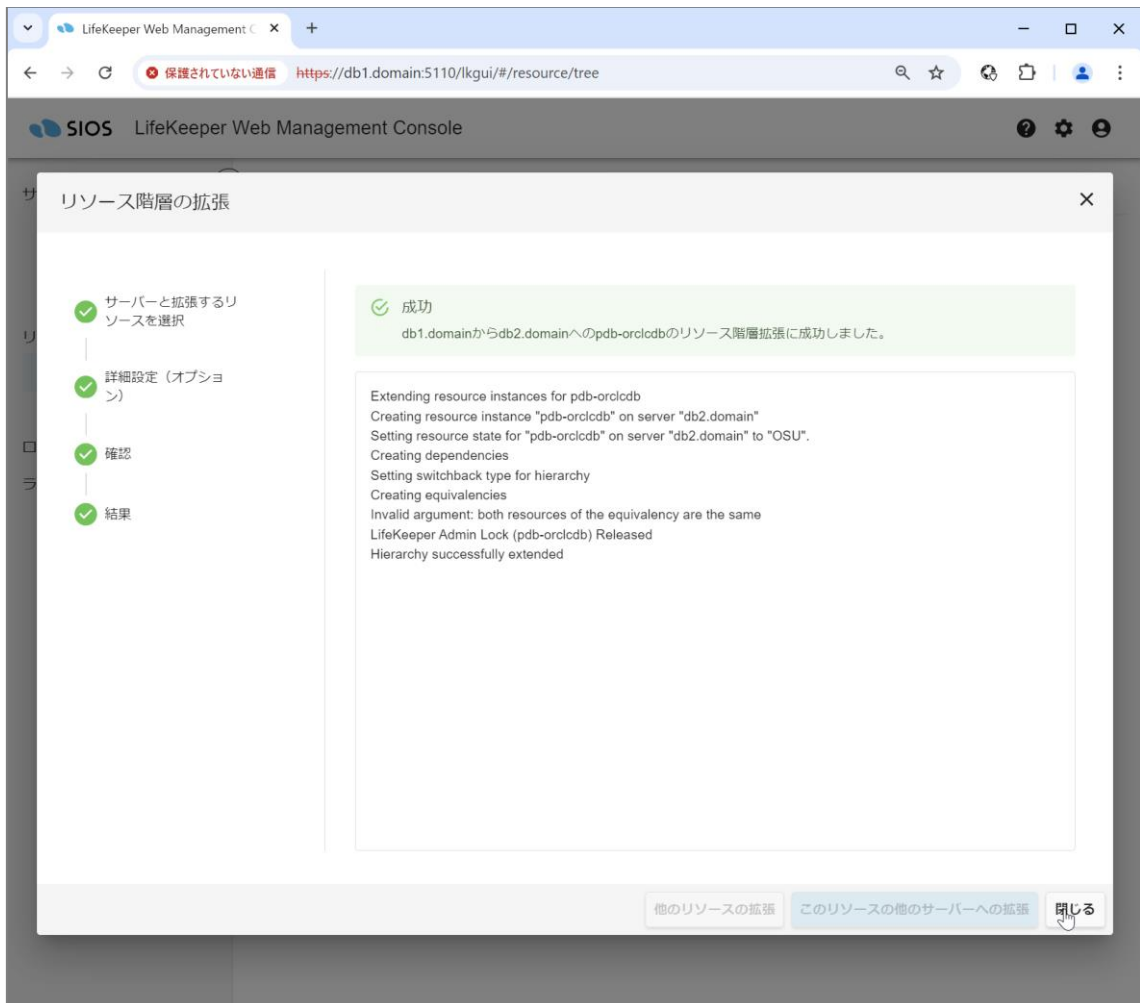 LifeKeeper Web Management C
保護されていない通信 https://db1.domain:5110/lkgui/#/resource/tree
SIOS LifeKeeper Web Management Console
サ
リソース階層の拡張
サーバーと拡張するリ
ソースを選択
リ
詳細設定（オプショ
ン）
ロ
確認
ラ
結果
成功
db1.domainからdb2.domainへのpdb-orclcdbのリソース階層拡張に成功しました。
Extending resource instances for pdb-orclcdb
Creating resource instance "pdb-orclcdb" on server "db2.domain"
Setting resource state for "pdb-orclcdb" on server "db2.domain" to "OSU".
Creating dependencies
Setting switchback type for hierarchy
Creating equivalencies
Invalid argument: both resources of the equivalency are the same
LifeKeeper Admin Lock (pdb-orclcdb) Released
Hierarchy successfully extended
他のリソースの拡張 このリソースの他のサーバーへの拡張 閉じる